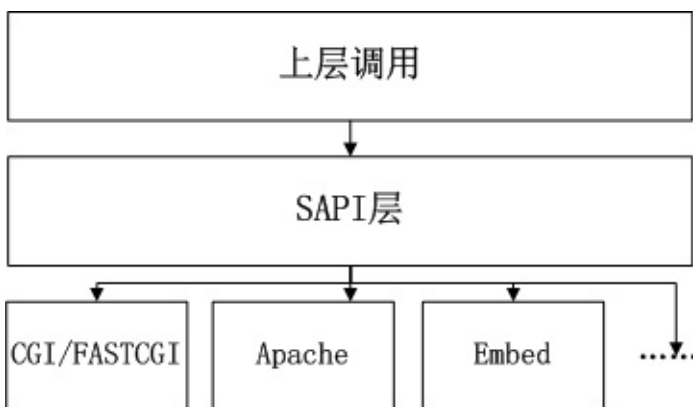 上层调用
SAPI层
CGI/FASTCGI
Apache
Embed
......